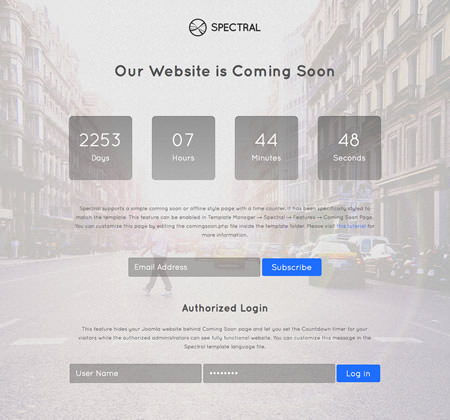 SPECTRAL
Our Website is Coming Soon
2253 07 44 48
Days Hours Minutes Seconds
Spectral supports a simple coming soon or offline style page with a time counter, it has been specifically styled to
match the template. This feature can be enabled in Template Manager → Spectral → Features → Coming Soon Page.
You can customize this page by editing the comingsoon.php file inside the template folder. Please visit this tutorial for
more information.
Email Address Subscribe
Authorized Login
This feature hides your Joomla website behind Coming Soon page and let you set the Countdown timer for your
visitors while the authorized administrators can see fully functional website. You can customize this message in the
Spectral template language file.
User Name •••••••• Log in